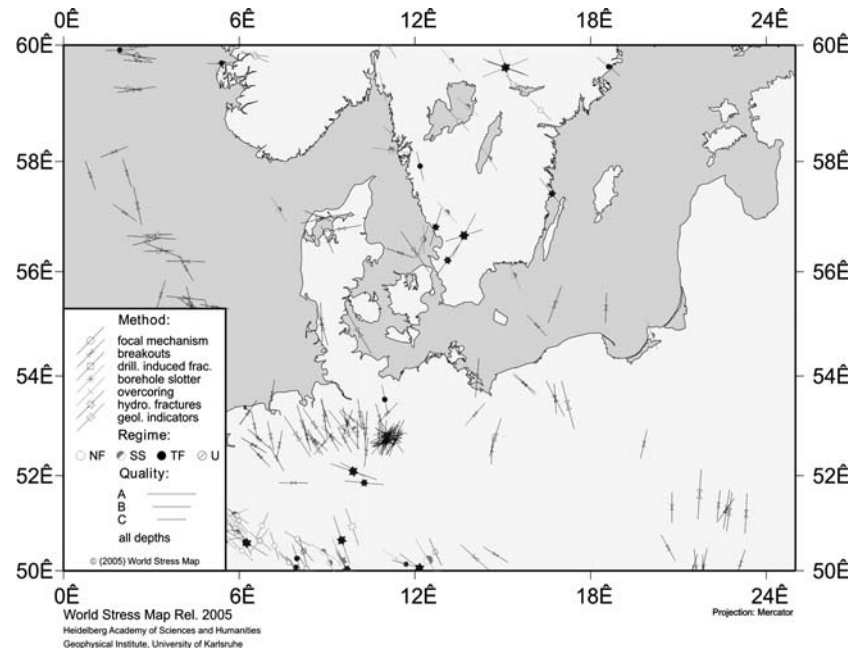 0Ê 6Ê 12Ê 18Ê 24Ê
60Ê 60Ê
58Ê 58Ê
56Ê 56Ê
54Ê 54Ê
52Ê 52Ê
50Ê 50Ê
Method:
focal mechanism
breakouts
drill. induced frac.
borehole slotter
overcoring
hydro. fractures
geol. indicators
Regime:
NF SS TF U
Quality:
A
B
C
all depths
© (2005) World Stress Map
0Ê 6Ê 12Ê 18Ê 24Ê
World Stress Map Rel. 2005
Projection: Mercator
Heidelberg Academy of Sciences and Humanities
Geophysical Institute, University of Karlsruhe